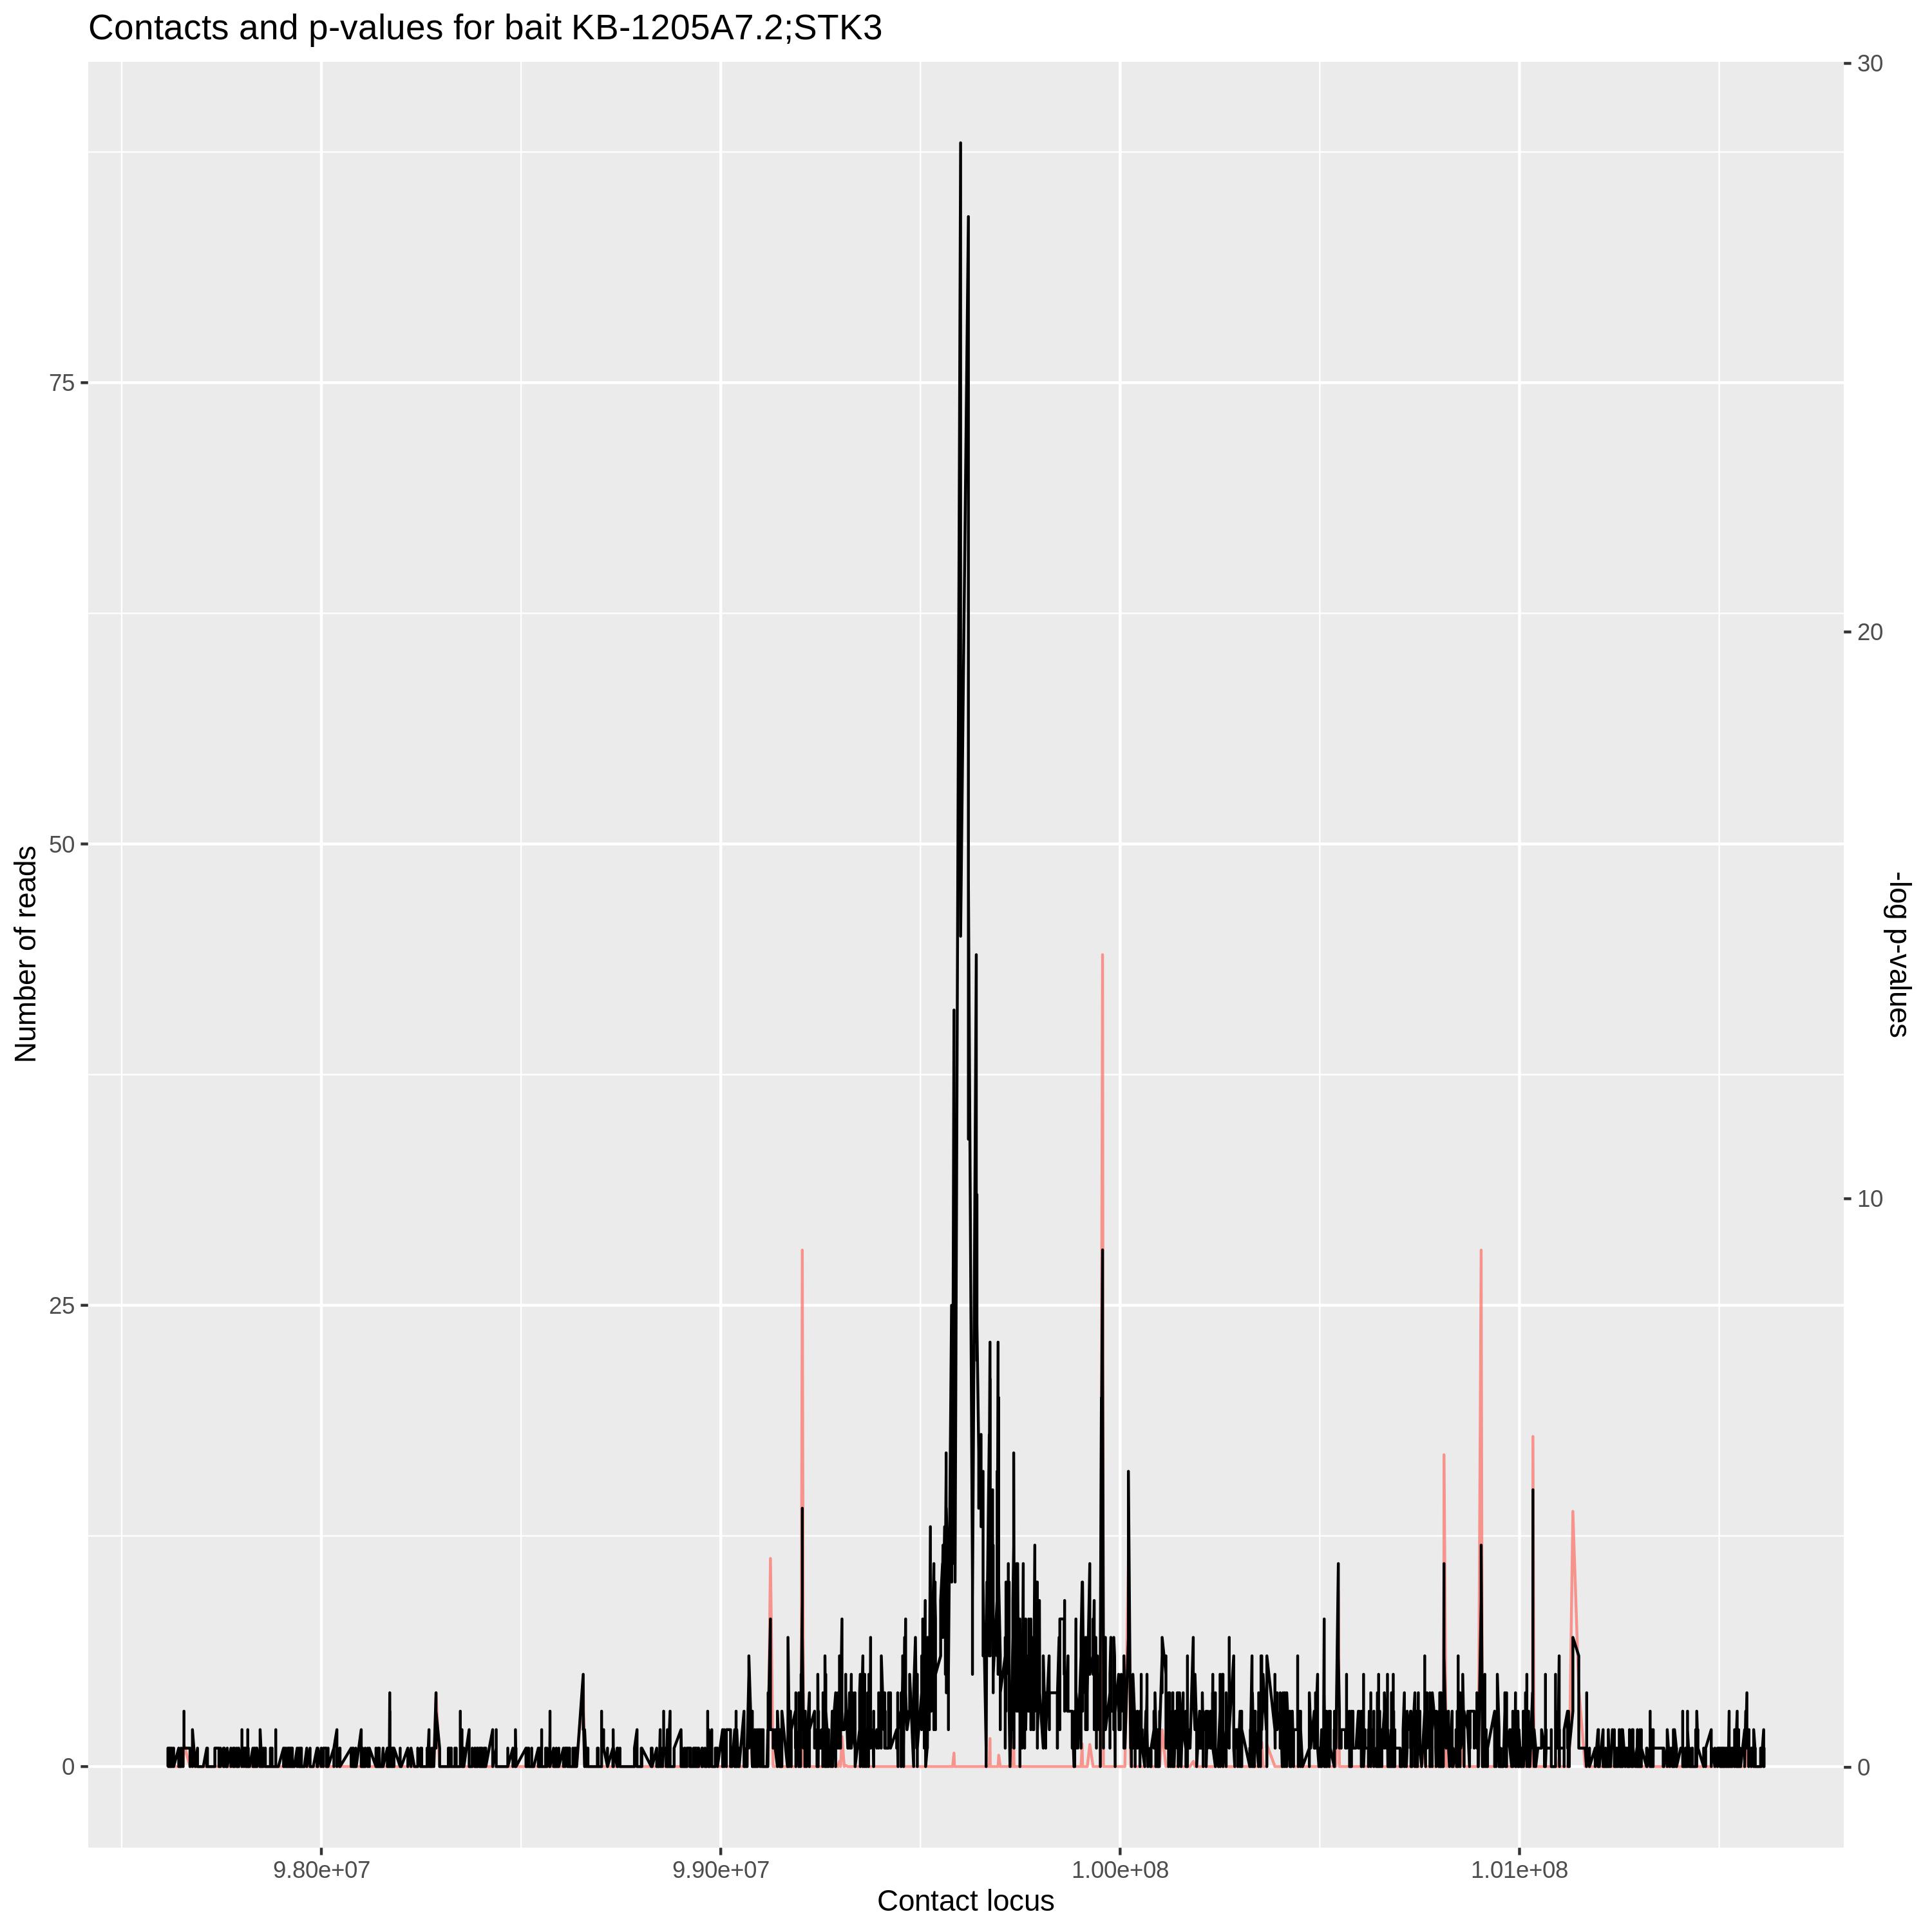 Contacts and p-values for bait KB-1205A7.2;STK3
30
75
20
50
Number of reads
-log p-values
10
25
0
0
9.80e+07
9.90e+07
1.00e+08
1.01e+08
Contact locus